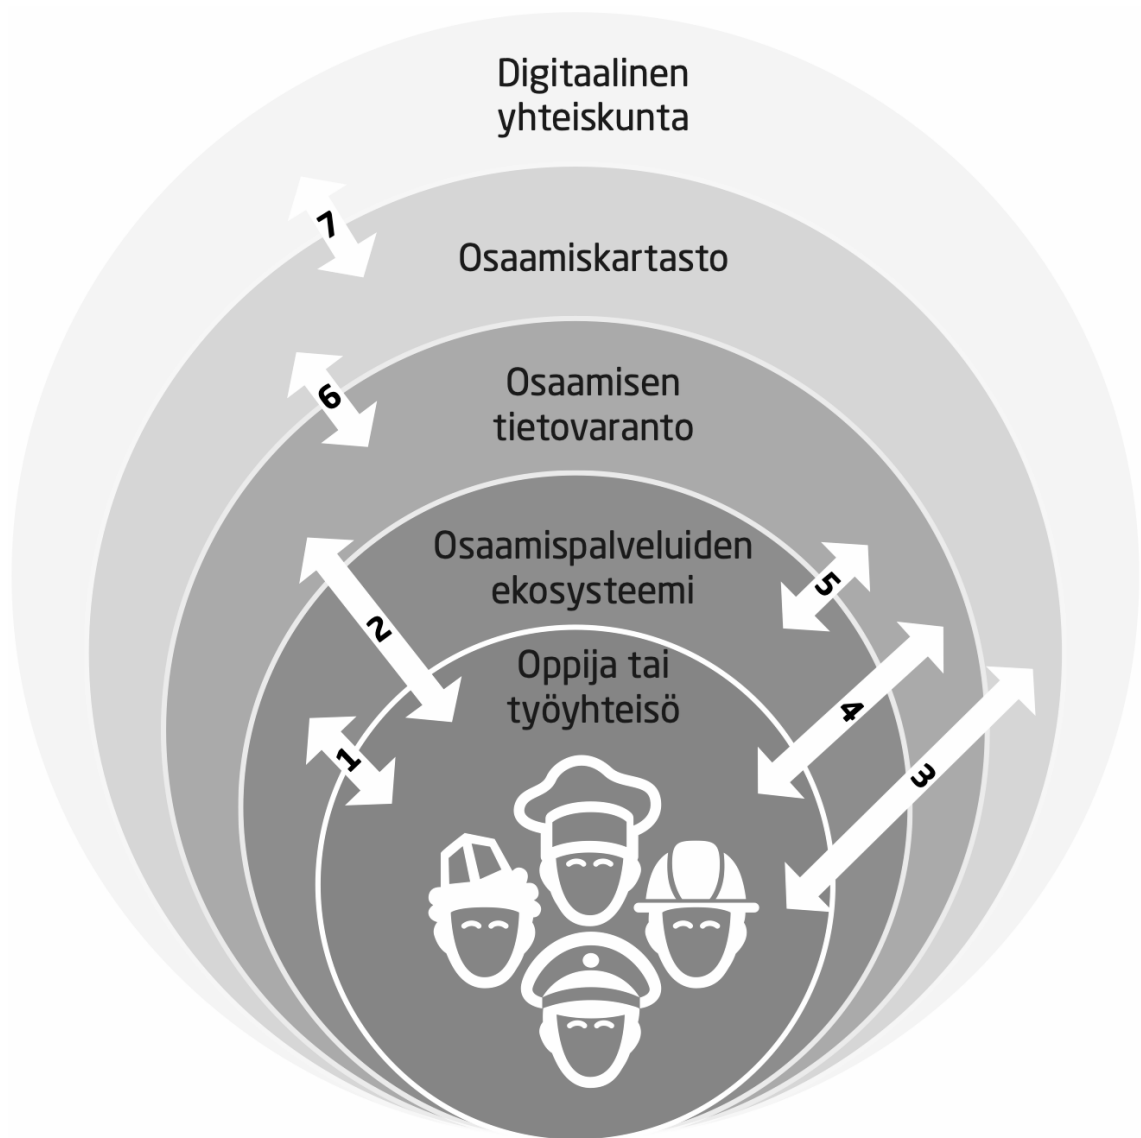 Digitaalinen
yhteiskunta
7
Osaamiskartasto
6
Osaamisen
tietovaranto
Osaamispalveluiden
ekosysteemi
5
2
Oppija tai
työyhteisö
4
1
3